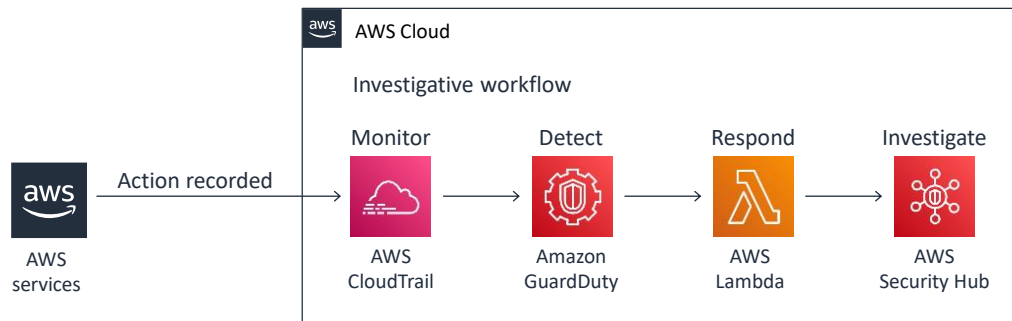 aws
AWS Cloud
Investigative workflow
Monitor
Detect
Respond
Investigate
aws
Action recorded
AWS
services
AWS
CloudTrail
Amazon
GuardDuty
AWS
Lambda
AWS
Security Hub